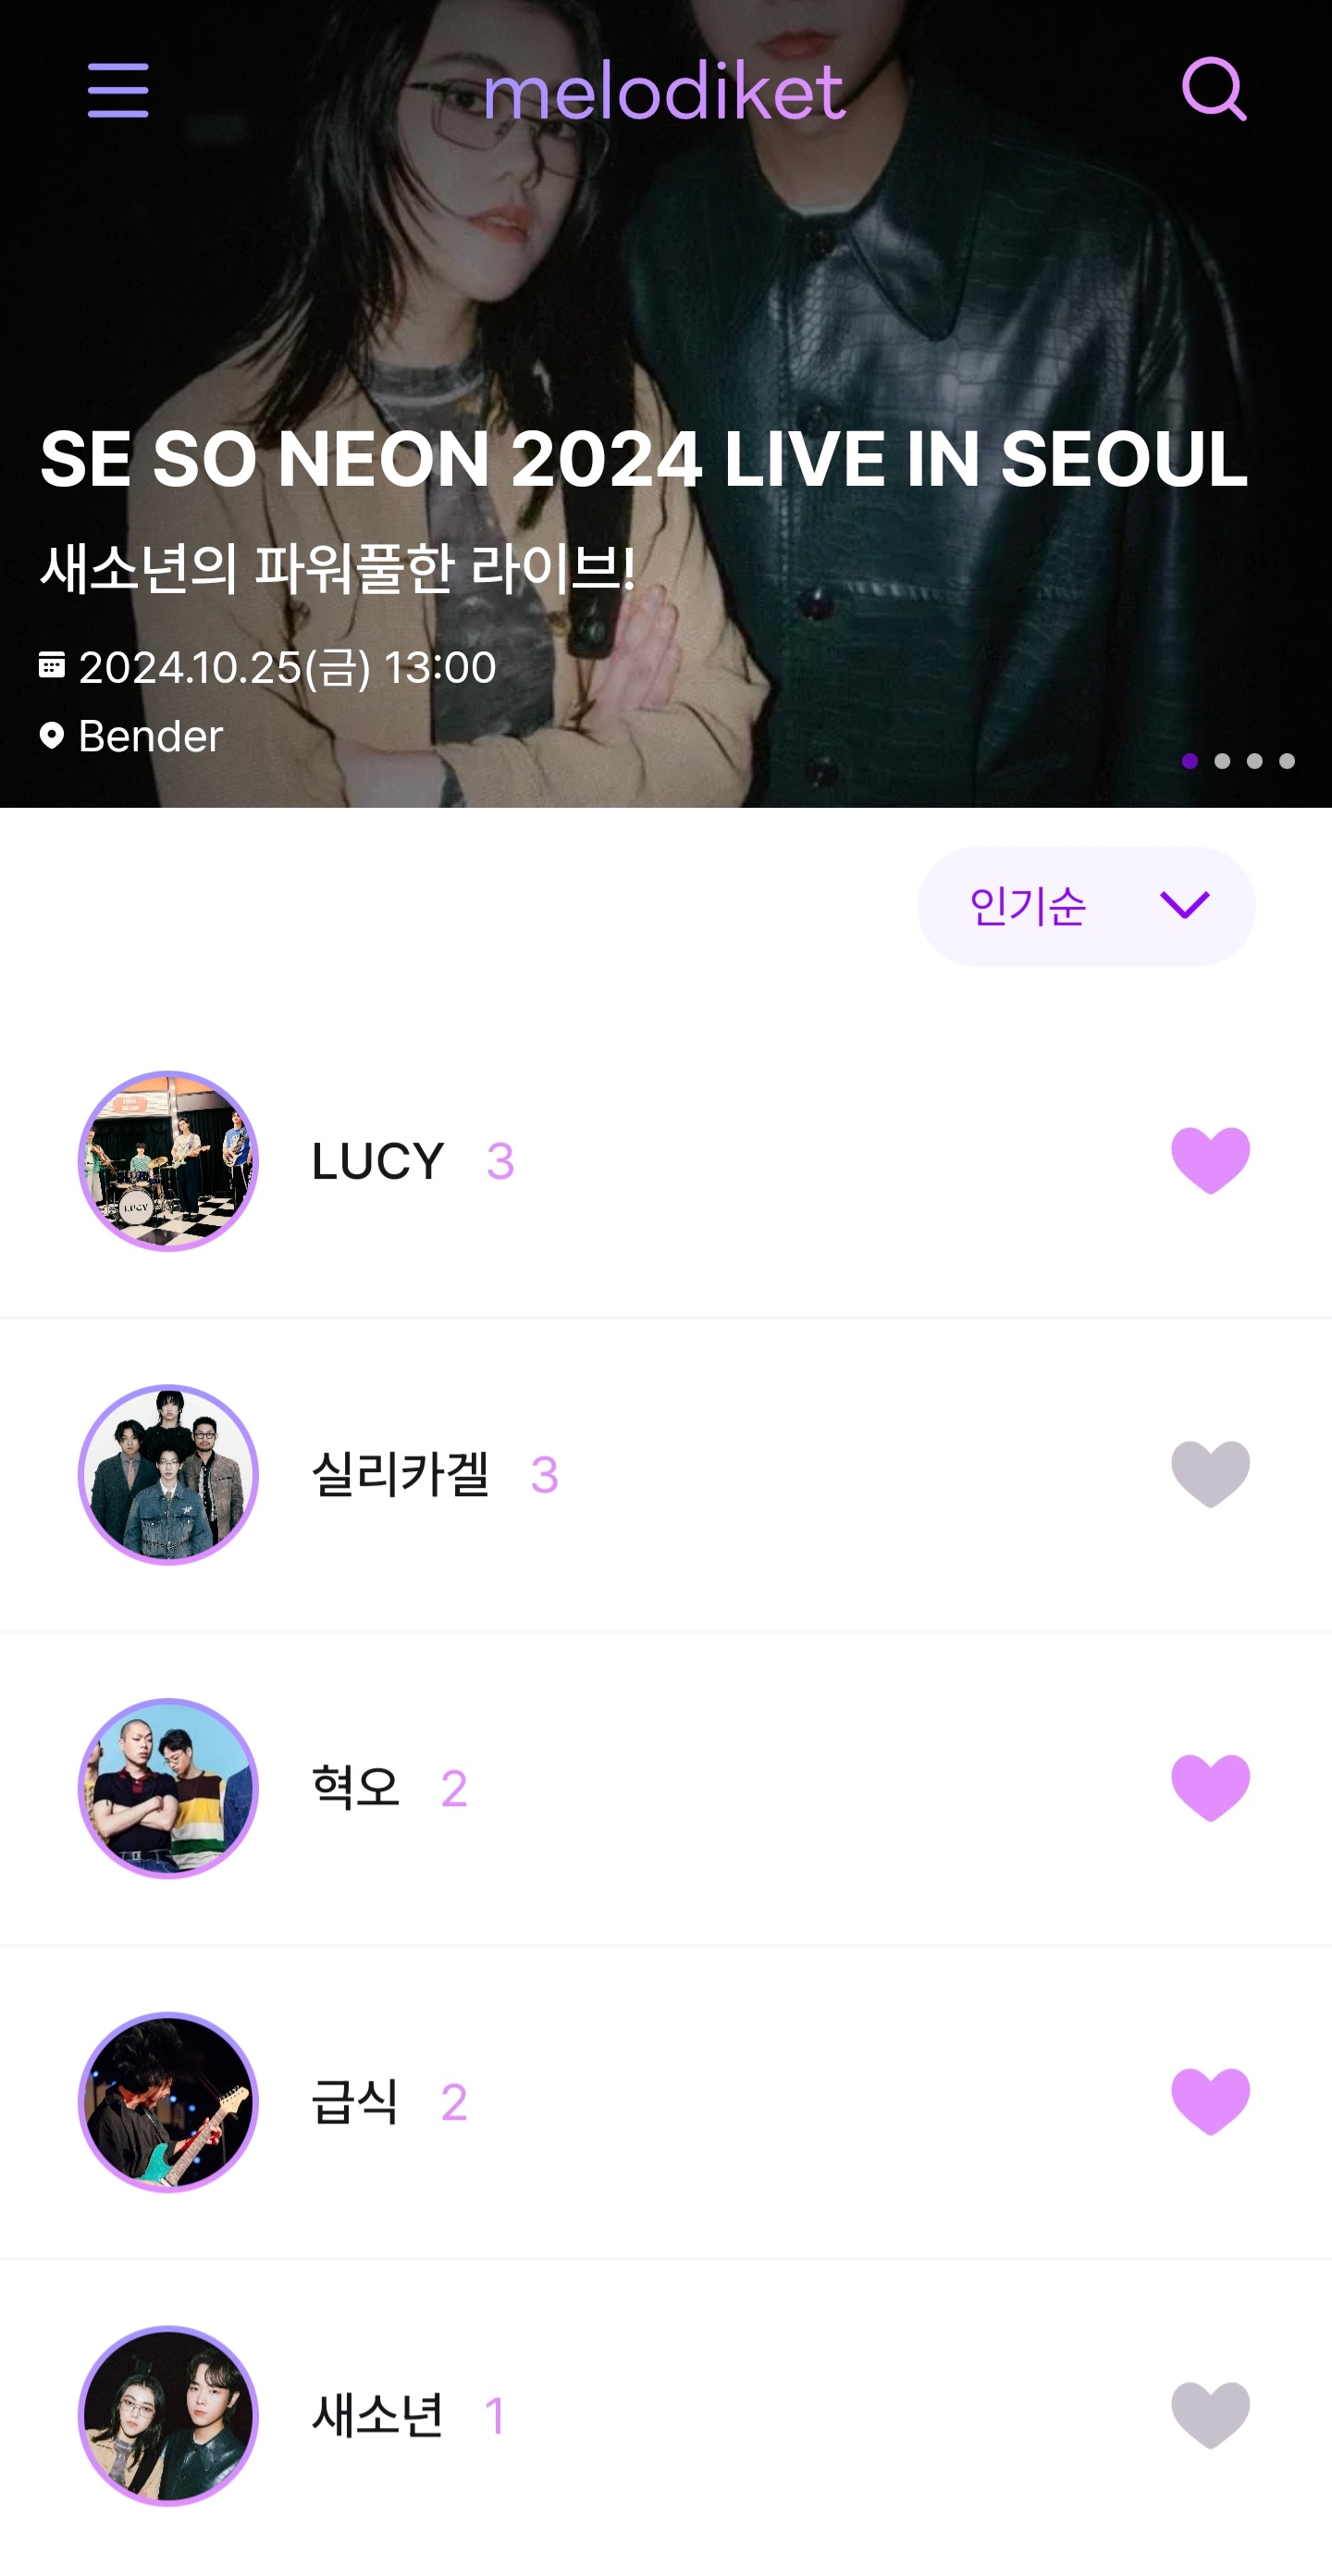 melodiket
SE SO NEON 2024 LIVE IN SEOUL
새소년의 파워풀한 라이브!
2024.10.25(금) 13:00
Bender
인기순
LUCY 3
LUCY
실리카겔 3
혁오 2
급식 2
새소년 1